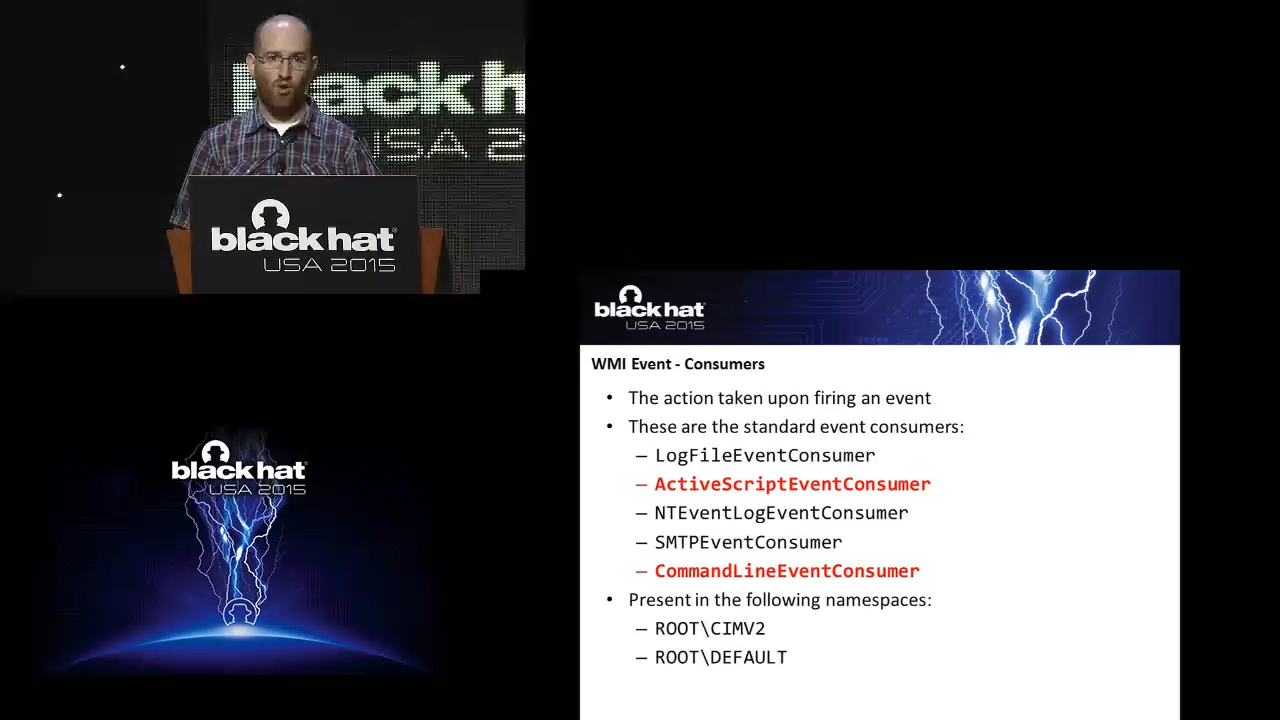 black hat
USA 2
black hat
USA 2015
black hat
USA 2015
black hat
USA 2015
WMI Event - Consumers
• The action taken upon firing an event
• These are the standard event consumers:
– LogFileEventConsumer
– ActiveScriptEventConsumer
– NTEventLogEventConsumer
– SMTPEventConsumer
– CommandLineEventConsumer
• Present in the following namespaces:
– ROOT\CIMV2
– ROOT\DEFAULT